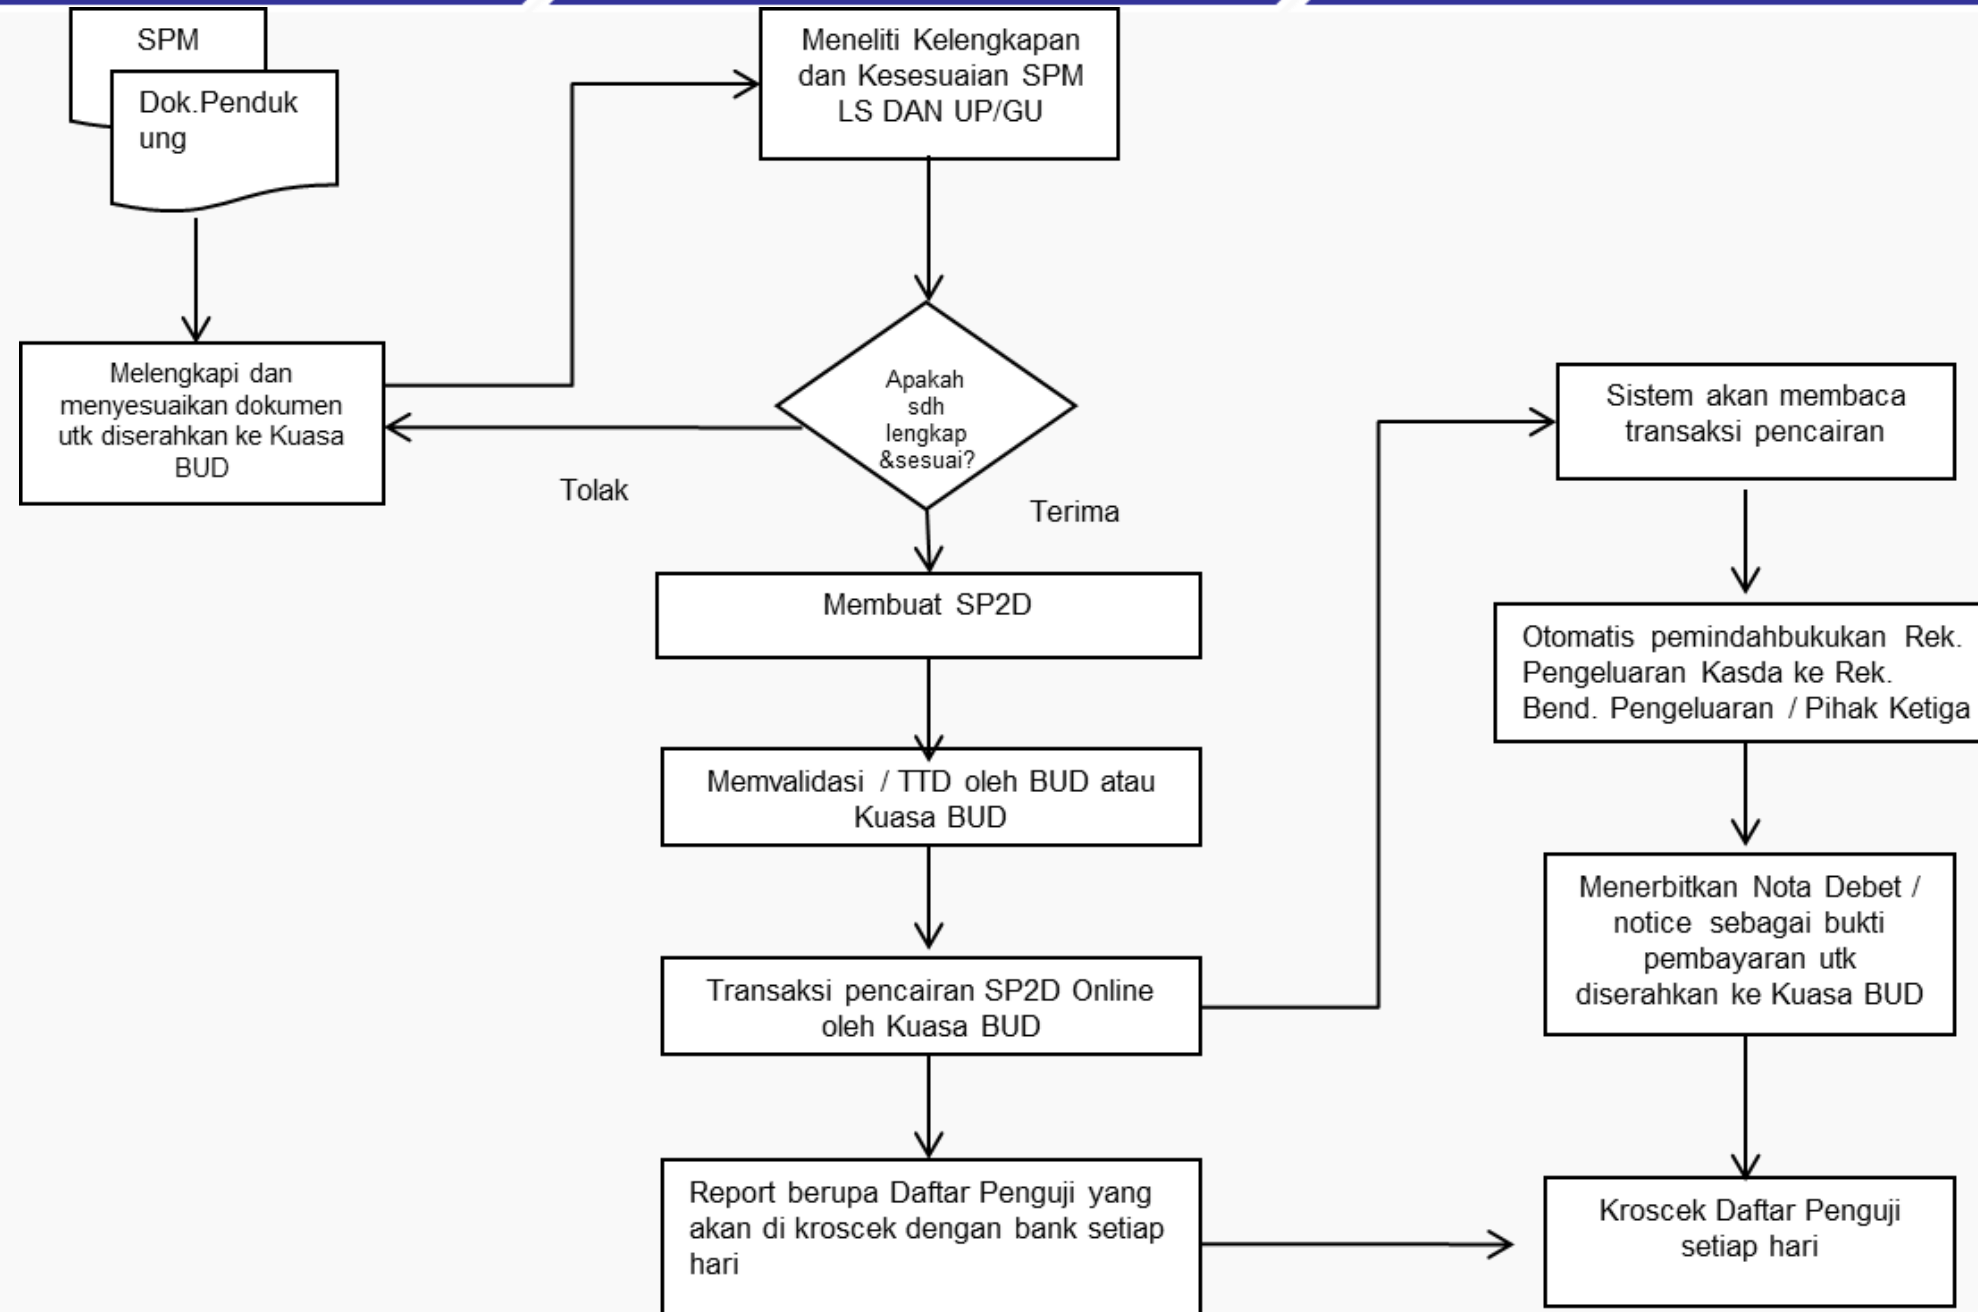 SPM
Dok.Penduk
ung
Melengkapi dan
menyesuaikan dokumen
utk diserahkan ke Kuasa
BUD
Meneliti Kelengkapan
dan Kesesuaian SPM
LS DAN UP/GU
Apakah
sdh
lengkap
&sesuai?
Tolak
Terima
Membuat SP2D
Memvalidasi / TTD oleh BUD atau
Kuasa BUD
Transaksi pencairan SP2D Online
oleh Kuasa BUD
Report berupa Daftar Penguji yang
akan di kroscek dengan bank setiap
hari
Sistem akan membaca
transaksi pencairan
Otomatis pemindahbukukan Rek.
Pengeluaran Kasda ke Rek.
Bend. Pengeluaran / Pihak Ketiga
Menerbitkan Nota Debet /
notice sebagai bukti
pembayaran utk
diserahkan ke Kuasa BUD
Kroscek Daftar Penguji
setiap hari